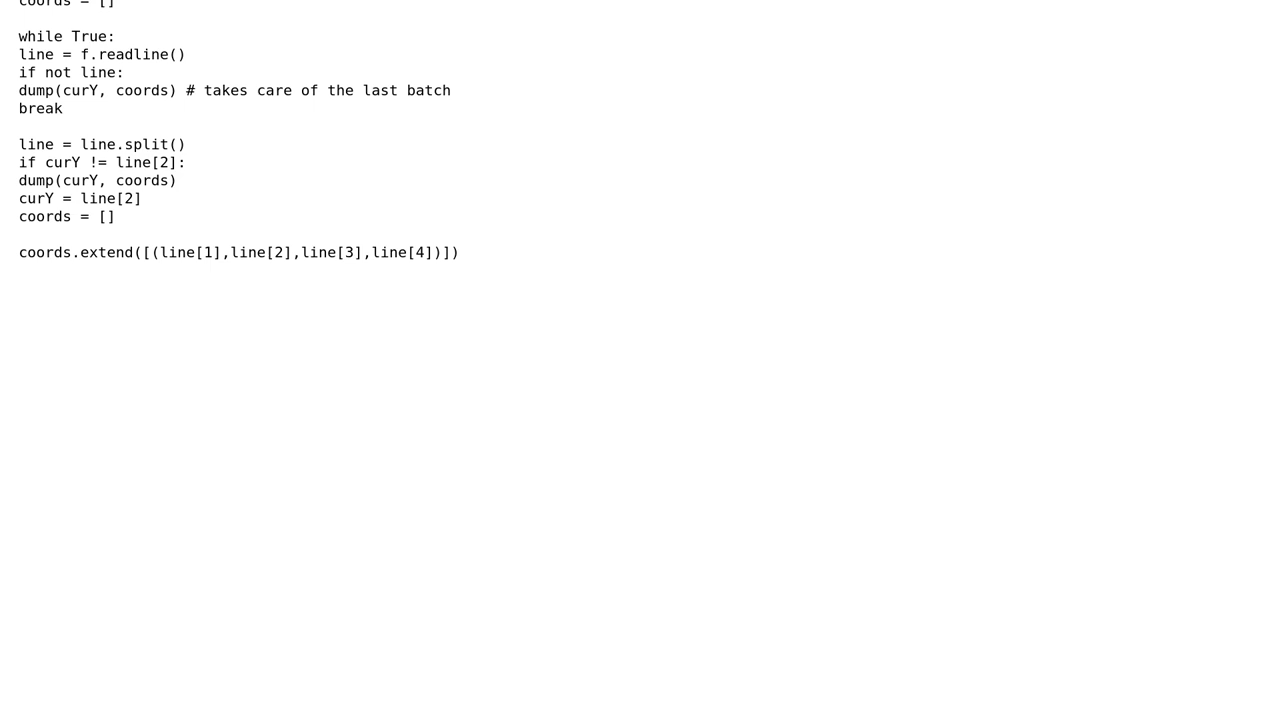 coords = []

while True:
line = f.readline()
if not line:
dump(curY, coords) # takes care of the last batch
break

line = line.split()
if curY != line[2]:
dump(curY, coords)
curY = line[2]
coords = []

coords.extend([(line[1],line[2],line[3],line[4])])